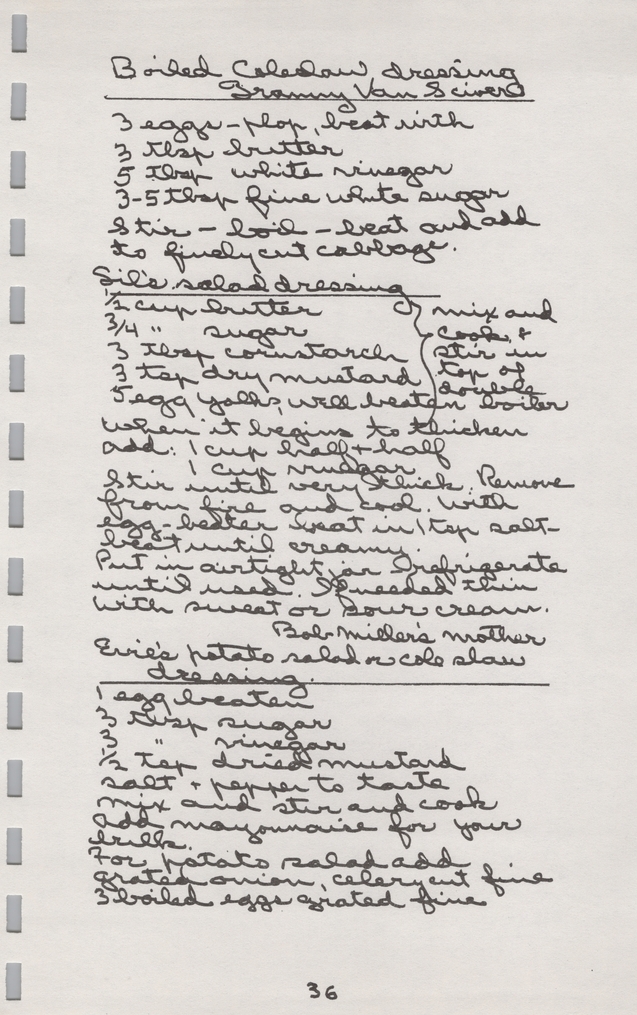 Boiled Coleslaw dressing
Granny Van Sciver
3 eggs - plop, beat with
3 tbsp butter
5 tbsp white vinegar
3-5 tbsp fine white sugar
Stir - boil - beat and add
to finely cut cabbage.
Sil's salad dressing
1/2 cup butter
3/4 " sugar
3 tbsp cornstarch
3 tsp dry mustard
5 egg yolks, well beaten
mix and
cook &
stir in
top of
double
boiler
when it begins to thicken
add: 1 cup half + half
1 cup vinegar
Stir until very thick. Remove
from fire and cool. With
egg-beater beat in 1 tsp salt-
beat until creamy.
Put in airtight jar & refrigerate
until used. If needed thin
with sweet or sour cream.
Bob Miller's mother
Evie's potato salad or cole slaw
dressing.
1 egg beaten
3 tbsp sugar
3 " vinegar
1/2 tsp dried mustard
salt + pepper to taste
mix and stir and cook
add mayonnaise for your
For potato salad add
grated onion, celery cut fine
3 boiled eggs grated fine
36